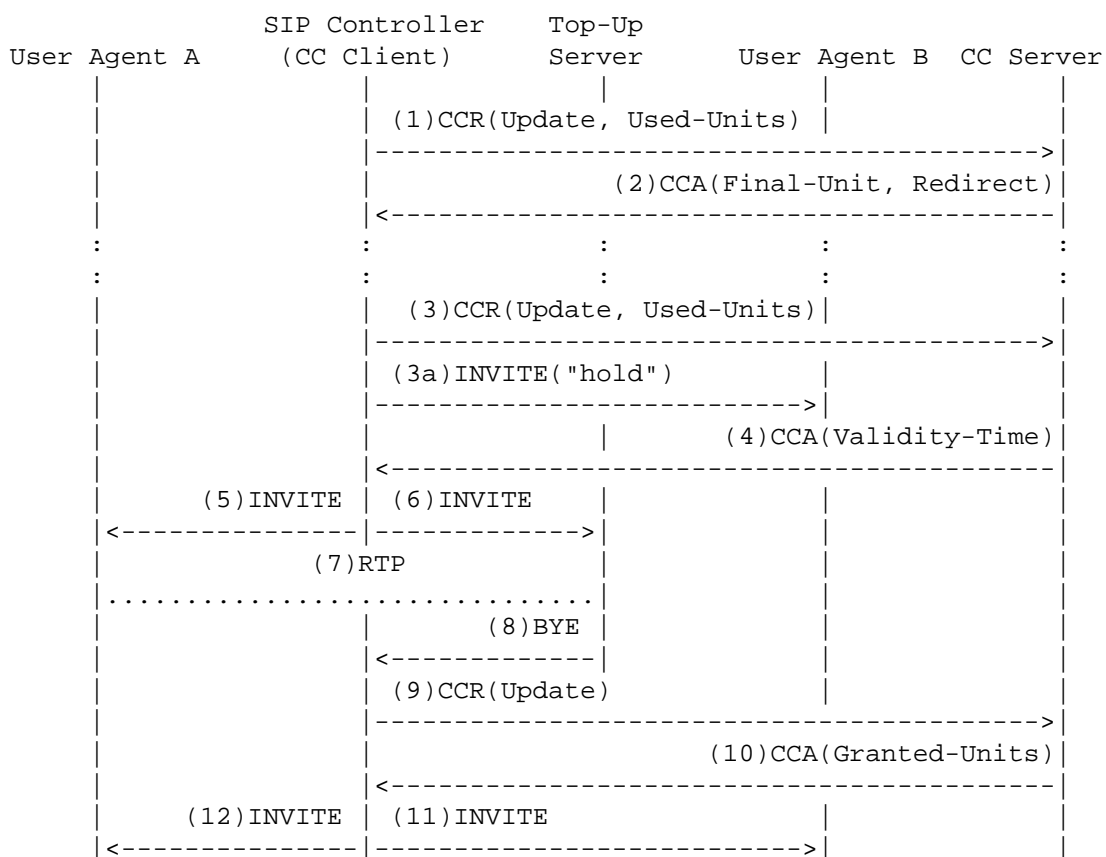 SIP Controller Top-Up
User Agent A (CC Client) Server User Agent B CC Server
(1)CCR(Update, Used-Units)
(2)CCA(Final-Unit, Redirect)
(3)CCR(Update, Used-Units)
(3a)INVITE("hold")
(4)CCA(Validity-Time)
(5)INVITE (6)INVITE
(7)RTP
(8)BYE
(9)CCR(Update)
(10)CCA(Granted-Units)
(12)INVITE (11)INVITE